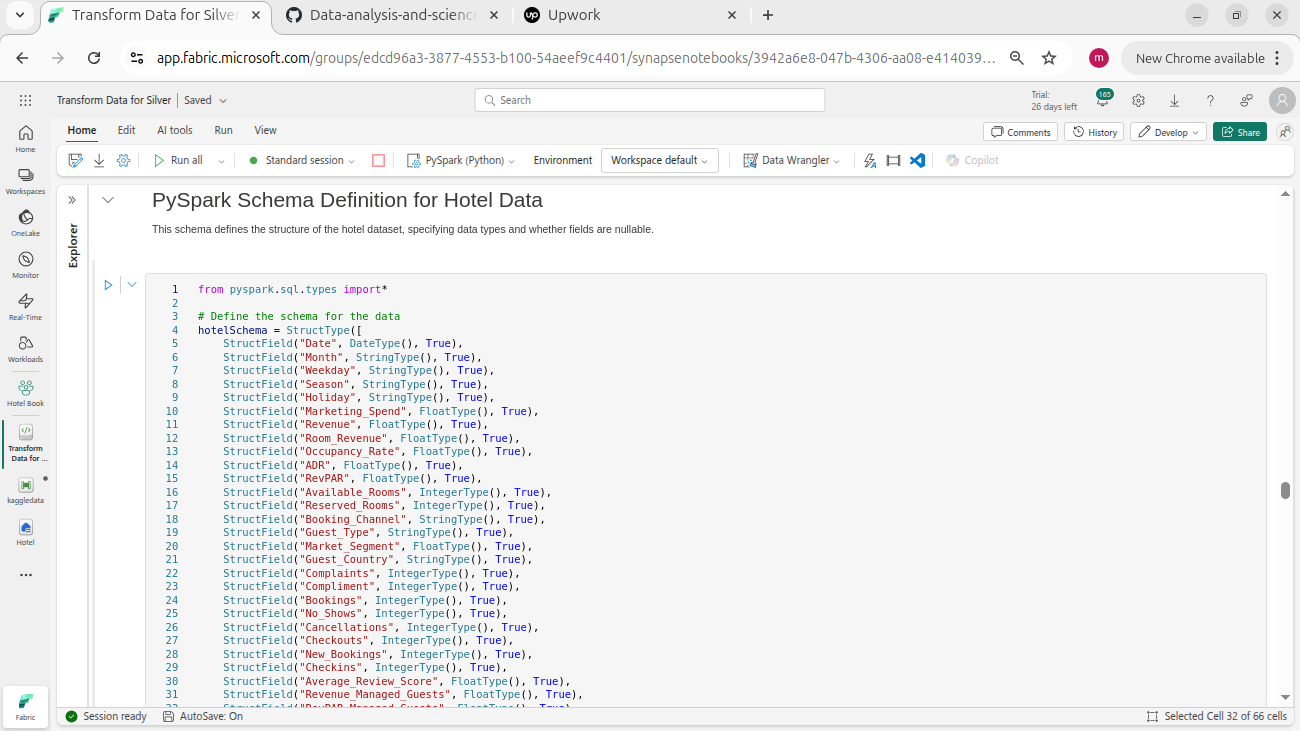 Transform Data for Silver
Data-analysis-and-science
Upwork
app.fabric.microsoft.com/groups/edcd96a3-3877-4553-b100-54aeef9c4401/synapsenotebooks/3942a6e8-047b-4306-aa08-e414039...
m
New Chrome available
Transform Data for Silver
Saved
Search
Trial:
26 days left
165
Home
Edit
AI tools
Run
View
Comments
History
Develop
Share
Run all
Standard session
PySpark (Python)
Environment
Workspace default
Data Wrangler
Copilot
Home
Workspaces
OneLake
Monitor
Real-Time
Workloads
Hotel Book
Transform
Data for ...
kaggledata
Hotel
Fabric
Explorer
PySpark Schema Definition for Hotel Data
This schema defines the structure of the hotel dataset, specifying data types and whether fields are nullable.
1 from pyspark.sql.types import*
2
3 # Define the schema for the data
4 hotelSchema = StructType([
5 StructField("Date", DateType(), True),
6 StructField("Month", StringType(), True),
7 StructField("Weekday", StringType(), True),
8 StructField("Season", StringType(), True),
9 StructField("Holiday", StringType(), True),
10 StructField("Marketing_Spend", FloatType(), True),
11 StructField("Revenue", FloatType(), True),
12 StructField("Room_Revenue", FloatType(), True),
13 StructField("Occupancy_Rate", FloatType(), True),
14 StructField("ADR", FloatType(), True),
15 StructField("RevPAR", FloatType(), True),
16 StructField("Available_Rooms", IntegerType(), True),
17 StructField("Reserved_Rooms", IntegerType(), True),
18 StructField("Booking_Channel", StringType(), True),
19 StructField("Guest_Type", StringType(), True),
20 StructField("Market_Segment", FloatType(), True),
21 StructField("Guest_Country", StringType(), True),
22 StructField("Complaints", IntegerType(), True),
23 StructField("Compliment", IntegerType(), True),
24 StructField("Bookings", IntegerType(), True),
25 StructField("No_Shows", IntegerType(), True),
26 StructField("Cancellations", IntegerType(), True),
27 StructField("Checkouts", IntegerType(), True),
28 StructField("New_Bookings", IntegerType(), True),
29 StructField("Checkins", IntegerType(), True),
30 StructField("Average_Review_Score", FloatType(), True),
31 StructField("Revenue_Managed_Guests", FloatType(), True),
32 StructField("RevPAR_Managed_Guests", FloatType(), True),
Session ready
AutoSave: On
Selected Cell 32 of 66 cells